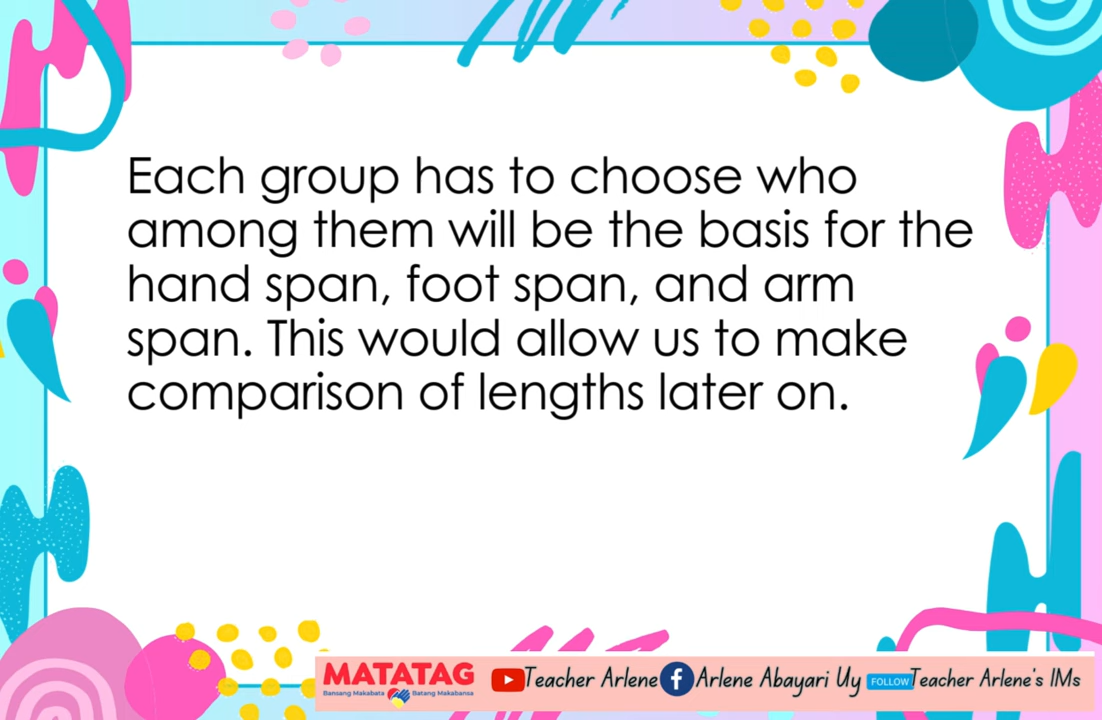 Each group has to choose who
among them will be the basis for the
hand span, foot span, and arm
span. This would allow us to make
comparison of lengths later on.
MATATAG
Bansang Makabata Batang Makabansa
Teacher Arlene
Arlene Abayari Uy
FOLLOW
Teacher Arlene's IMs